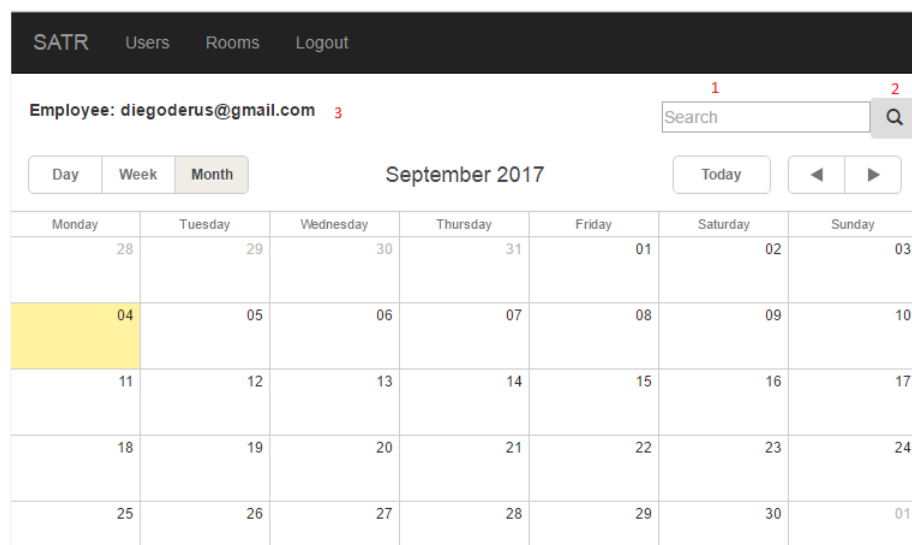 SATR Users Rooms Logout
1 2
Employee: diegoderus@gmail.com 3 Search
Day Week Month September 2017 Today
Monday Tuesday Wednesday Thursday Friday Saturday Sunday
28 29 30 31 01 02 03
04 05 06 07 08 09 10
11 12 13 14 15 16 17
18 19 20 21 22 23 24
25 26 27 28 29 30 01